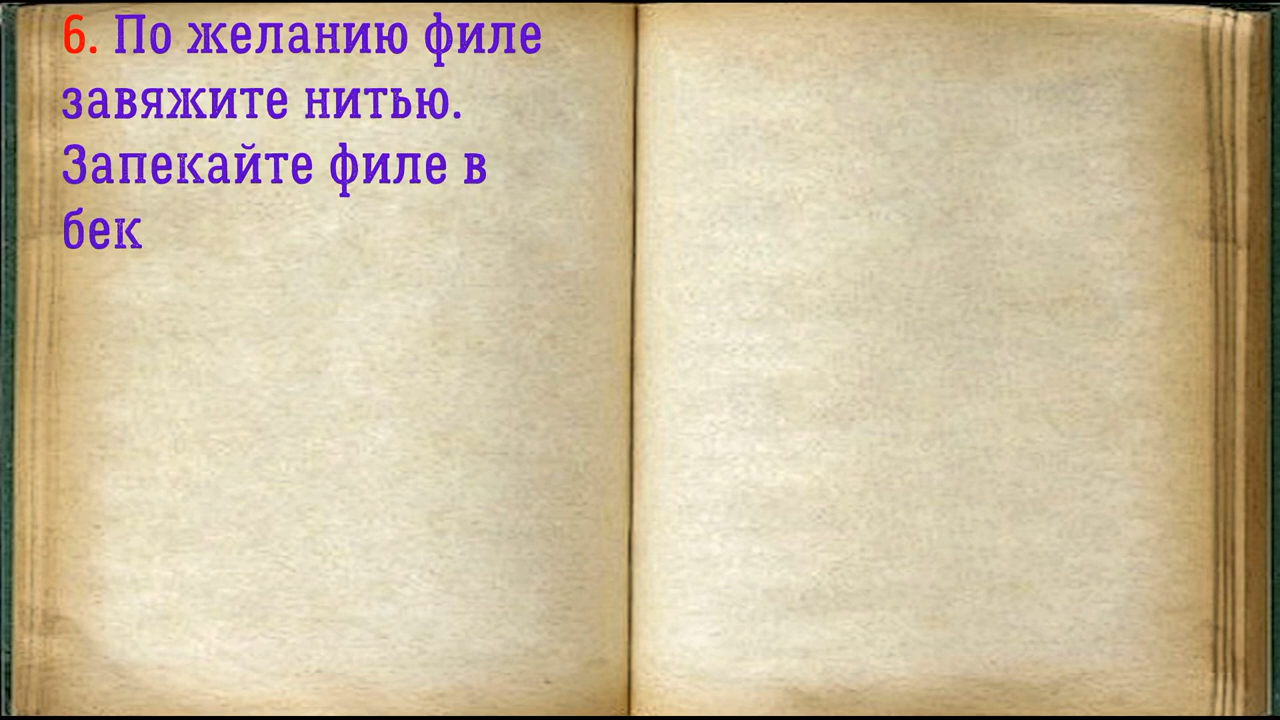 6. По желанию филе
завяжите нитью.
Запекайте филе в
бек